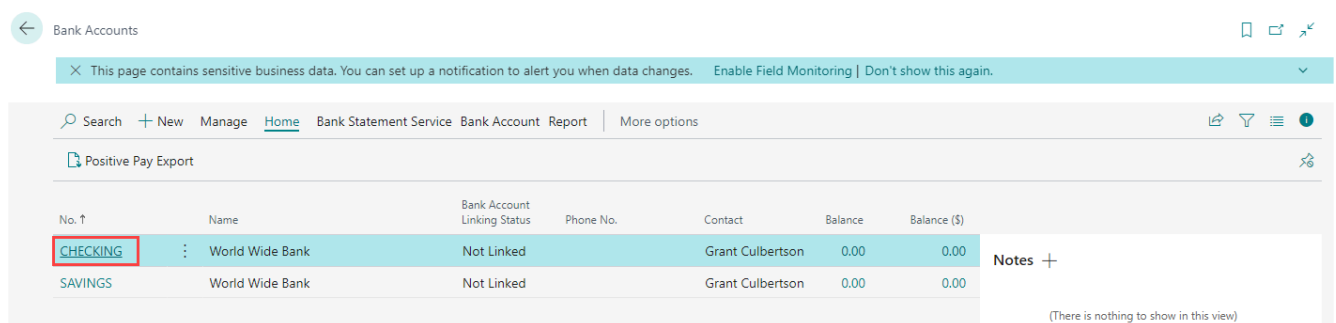 Bank Accounts
This page contains sensitive business data. You can set up a notification to alert you when data changes. Enable Field Monitoring | Don't show this again.
Search New Manage Home Bank Statement Service Bank Account Report More options
Positive Pay Export
No. ↑ Name Bank Account Linking Status Phone No. Contact Balance Balance ($)
CHECKING World Wide Bank Not Linked Grant Culbertson 0.00 0.00
Notes
SAVINGS World Wide Bank Not Linked Grant Culbertson 0.00 0.00
(There is nothing to show in this view)